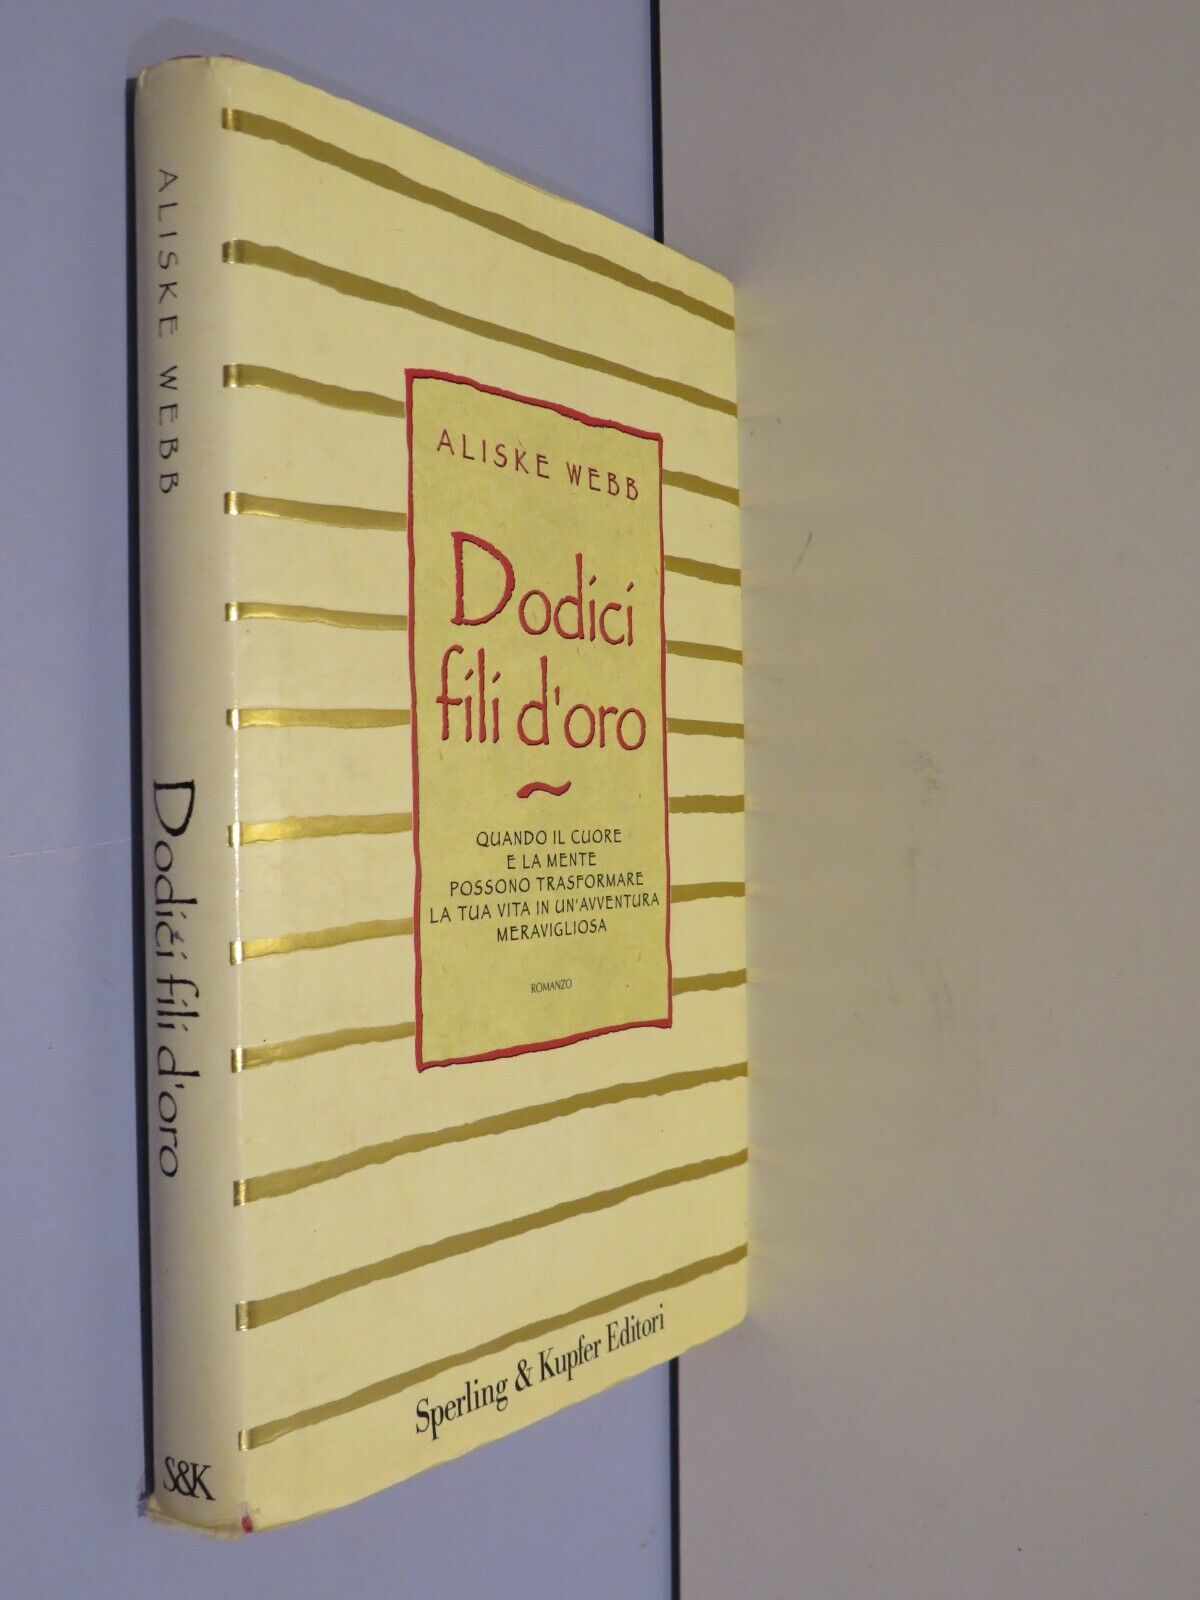 ALISKE WEBB
Dodici fili d'oro
S&K
ALISKE WEBB
Dodici
fili d'oro
~
QUANDO IL CUORE
E LA MENTE
POSSONO TRASFORMARE
LA TUA VITA IN UN'AVVENTURA
MERAVIGLIOSA
ROMANZO
Sperling & Kupfer Editori